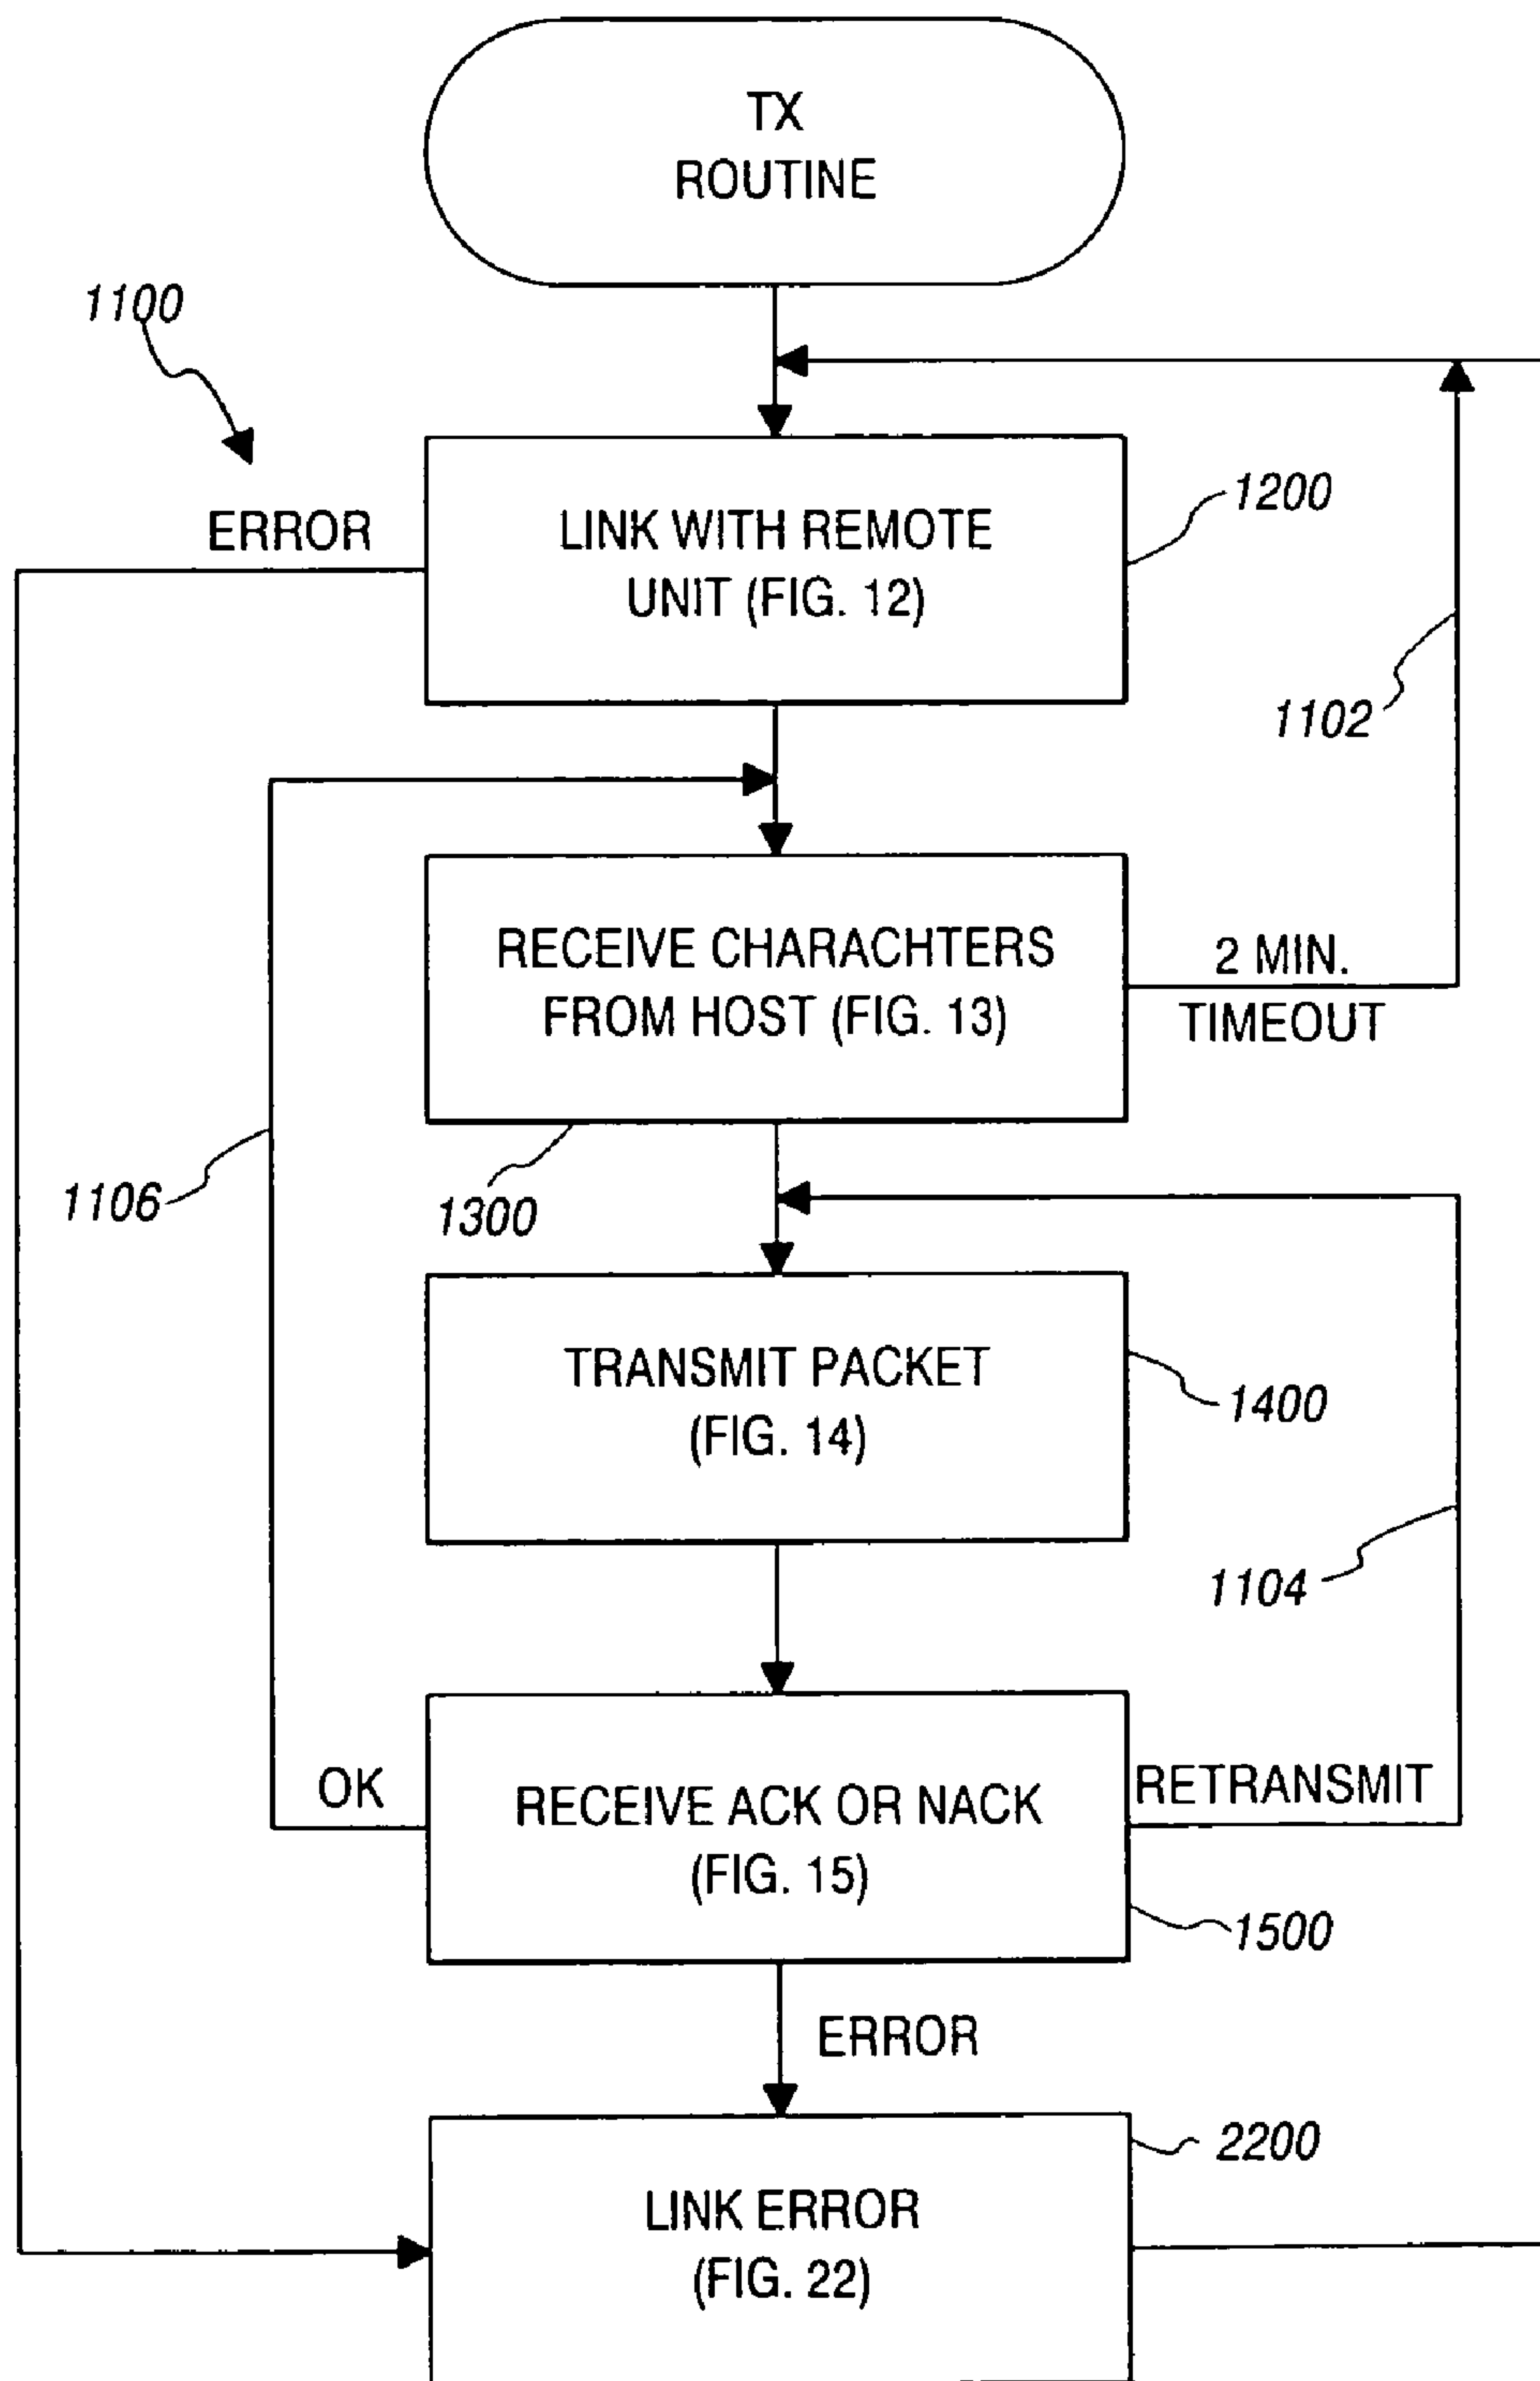 TX
ROUTINE
1100
ERROR
LINK WITH REMOTE
UNIT (FIG. 12)
1200
1102
RECEIVE CHARACHTERS
FROM HOST (FIG. 13)
2 MIN.
TIMEOUT
1106
1300
TRANSMIT PACKET
(FIG. 14)
1400
1104
OK
RECEIVE ACK OR NACK
(FIG. 15)
RETRANSMIT
1500
ERROR
2200
LINK ERROR
(FIG. 22)